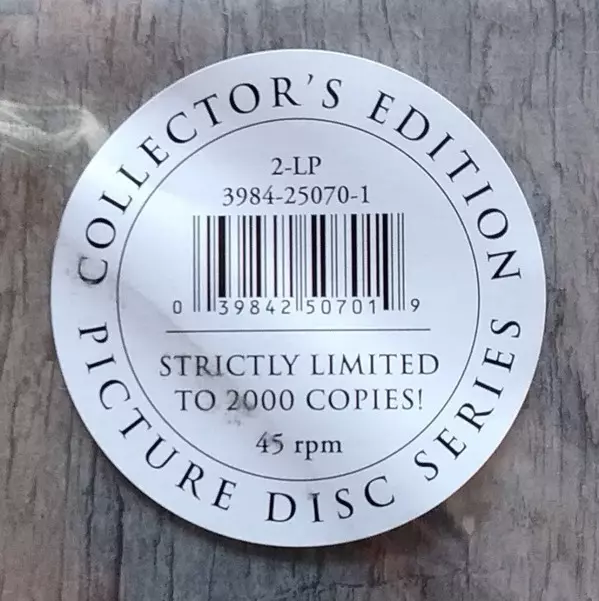 COLLECTOR'S EDITION
2-LP
3984-25070-1
0 39842 50701 9
STRICTLY LIMITED
TO 2000 COPIES!
45 rpm
PICTURE DISC SERIES